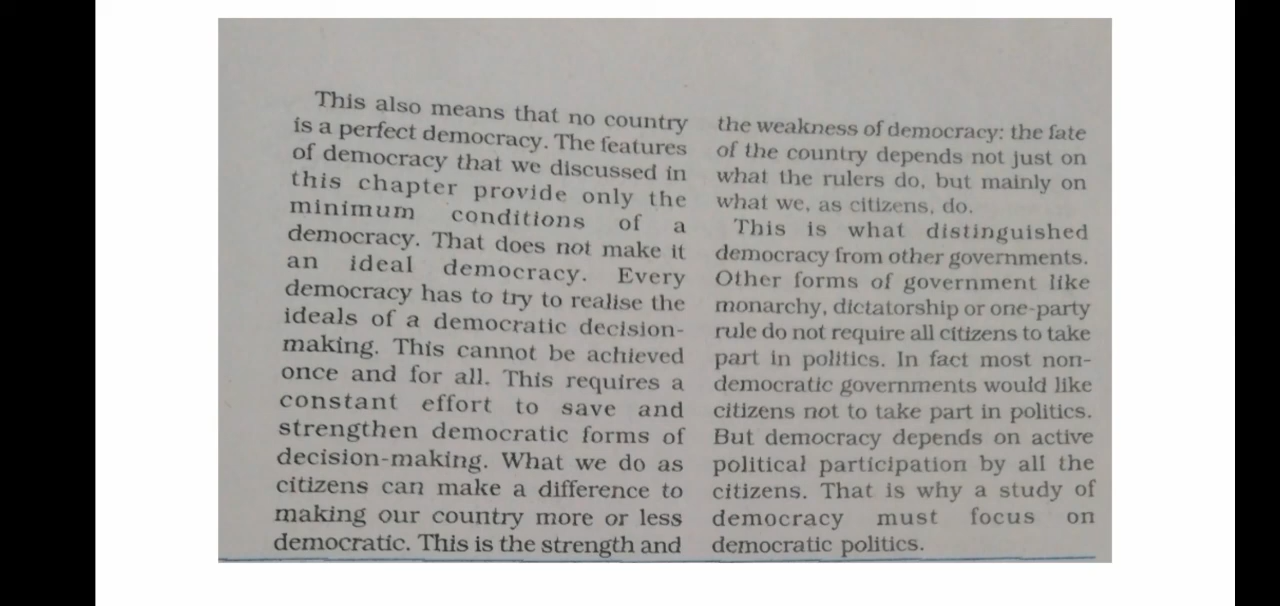 This also means that no country
is a perfect democracy. The features
of democracy that we discussed in
this chapter provide only the
minimum conditions of a
democracy. That does not make it
an ideal democracy. Every
democracy has to try to realise the
ideals of a democratic decision-
making. This cannot be achieved
once and for all. This requires a
constant effort to save and
strengthen democratic forms of
decision-making. What we do as
citizens can make a difference to
making our country more or less
democratic. This is the strength and
the weakness of democracy: the fate
of the country depends not just on
what the rulers do, but mainly on
what we, as citizens, do.
This is what distinguished
democracy from other governments.
Other forms of government like
monarchy, dictatorship or one-party
rule do not require all citizens to take
part in politics. In fact most non-
democratic governments would like
citizens not to take part in politics.
But democracy depends on active
political participation by all the
citizens. That is why a study of
democracy must focus on
democratic politics.